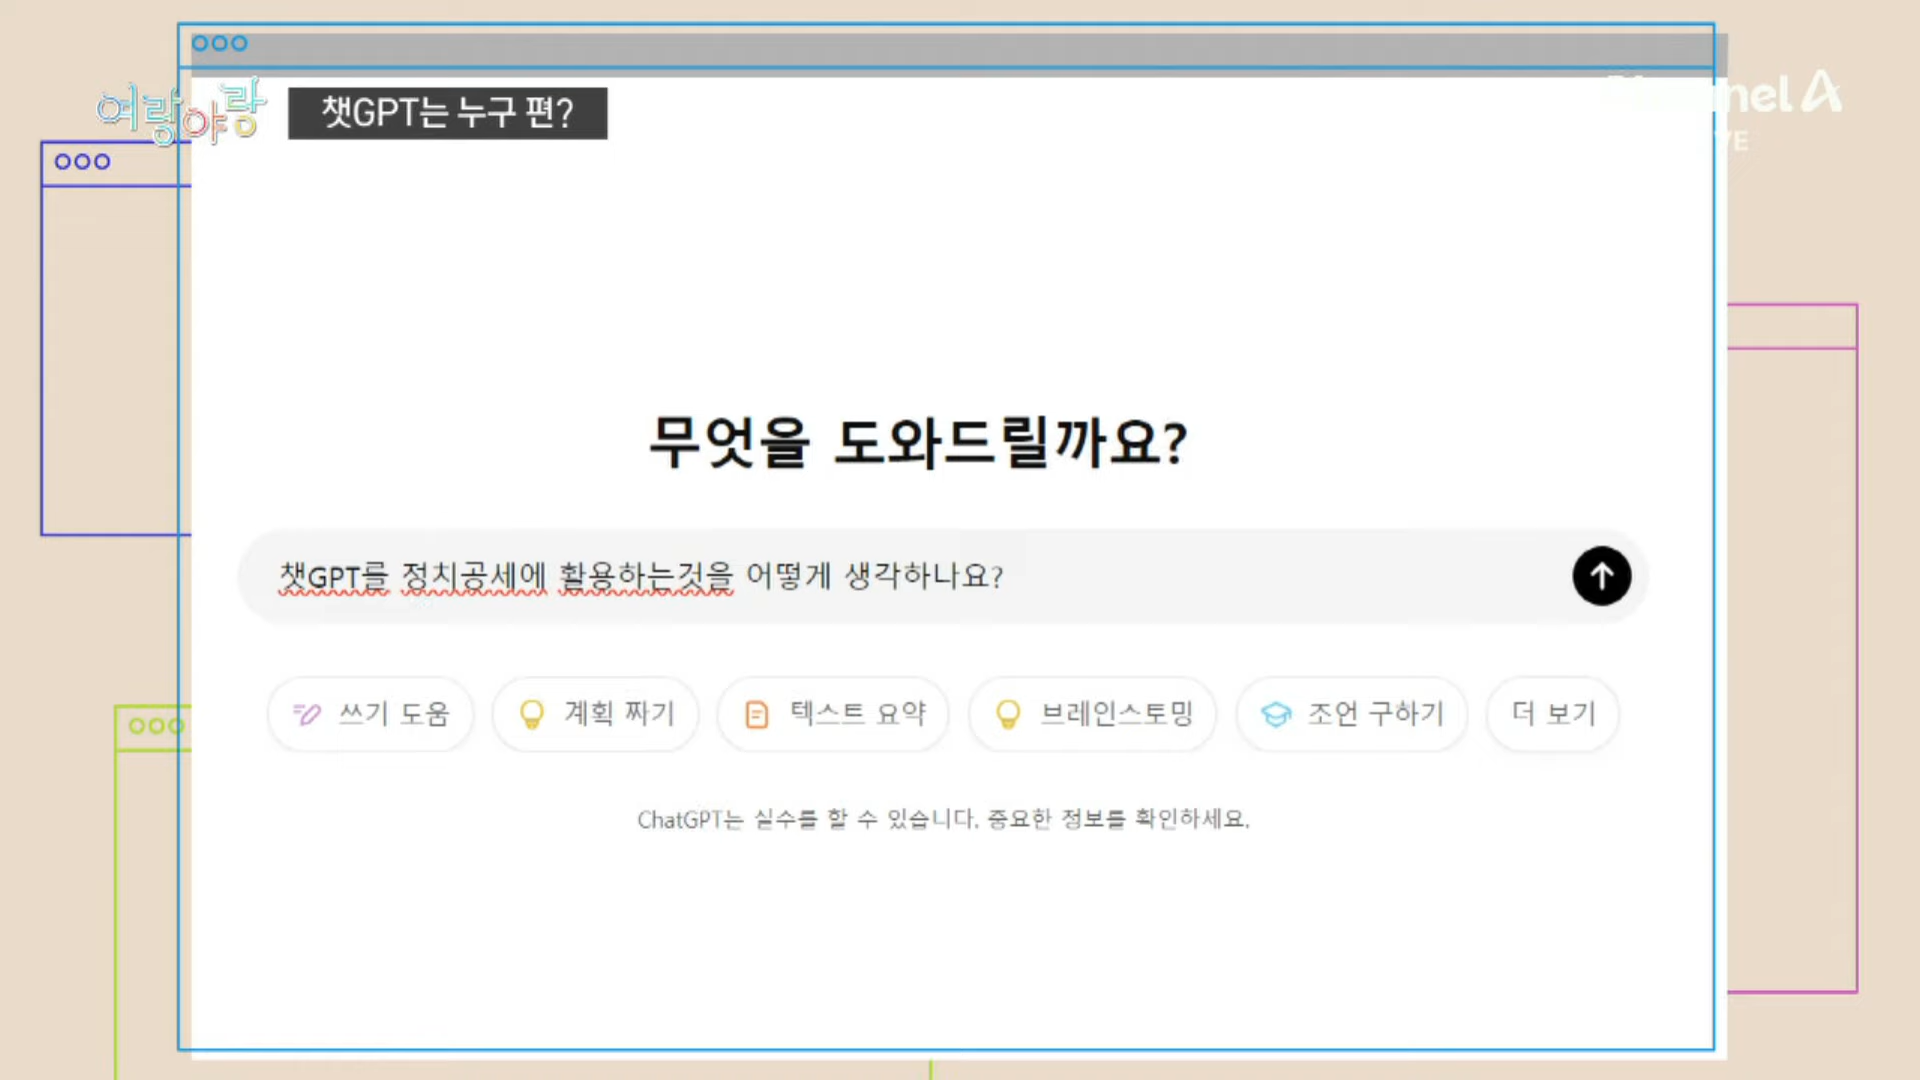 여랑야랑
챗GPT는 누구 편?
nel A
VE
무엇을 도와드릴까요?
챗GPT를 정치공세에 활용하는것을 어떻게 생각하나요?
쓰기 도움
계획 짜기
텍스트 요약
브레인스토밍
조언 구하기
더 보기
ChatGPT는 실수를 할 수 있습니다. 중요한 정보를 확인하세요.